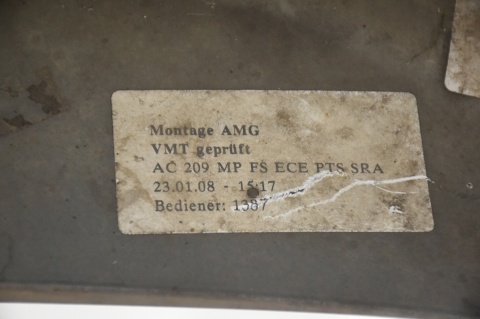 Montage AMG
VMT geprüft
AC 209 MP FS ECE PTS SRA
23.01.08 - 15:17
Bediener: 1387